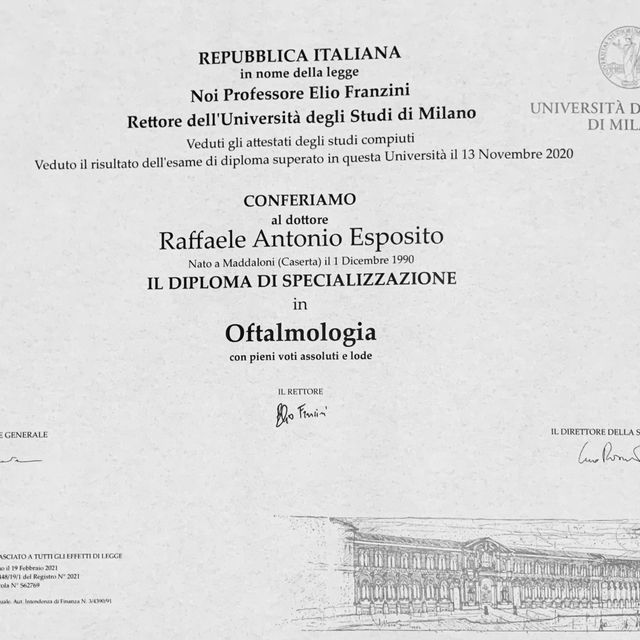 REPUBBLICA ITALIANA
in nome della legge
Noi Professore Elio Franzini
Rettore dell'Università degli Studi di Milano
Veduti gli attestati degli studi compiuti
Veduto il risultato dell'esame di diploma superato in questa Università il 13 Novembre 2020
UNIVERSITÀ D
DI MILA
CONFERIAMO
al dottore
Raffaele Antonio Esposito
Nato a Maddaloni (Caserta) il 1 Dicembre 1990
IL DIPLOMA DI SPECIALIZZAZIONE
in
Oftalmologia
con pieni voti assoluti e lode
IL RETTORE
E GENERALE
IL DIRETTORE DELLA S
ASCIATO A TUTTI GLI EFFETTI DI LEGGE
o il 19 Febbraio 2021
448/19/1 del Registro N° 2021
ola N° 562769
uale. Aut. Intendenza di Finanza N. 3/4390/91